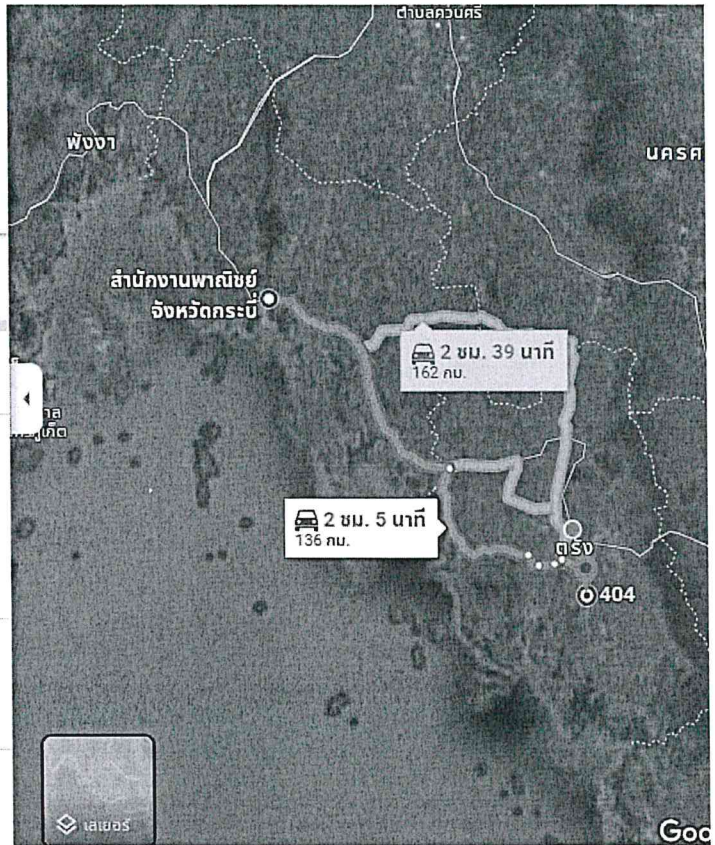 ตำบลควนศรี
พังงา
นครศ
สำนักงานพาณิชย์
จังหวัดกระบี่
2 ชม. 39 นาที
162 กม.
2 ชม. 5 นาที
136 กม.
ตรัง
404
เลเยอร์
Goo